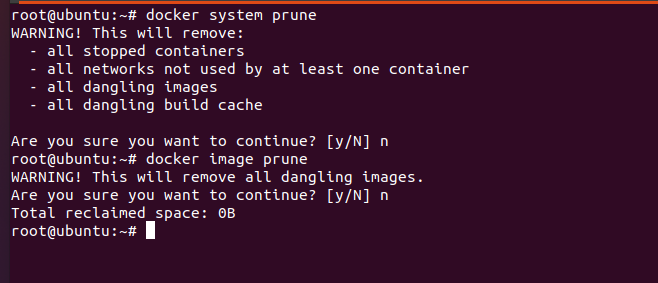 root@ubuntu:~# docker system prune
WARNING! This will remove:
  - all stopped containers
  - all networks not used by at least one container
  - all dangling images
  - all dangling build cache

Are you sure you want to continue? [y/N] n
root@ubuntu:~# docker image prune
WARNING! This will remove all dangling images.
Are you sure you want to continue? [y/N] n
Total reclaimed space: 0B
root@ubuntu:~#